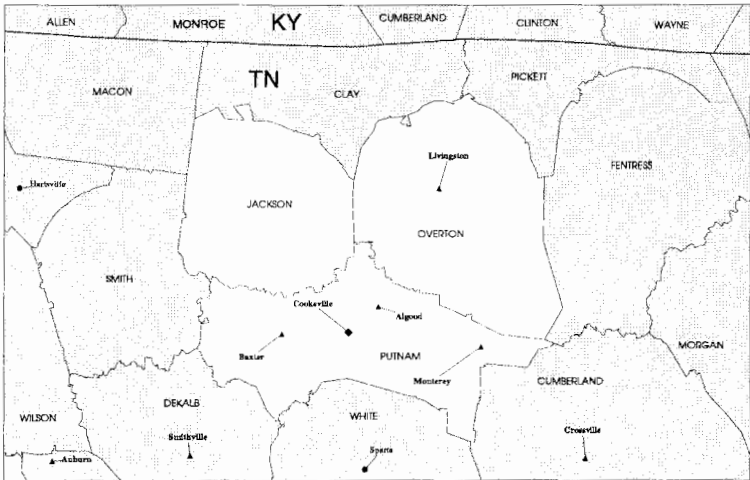 ALLEN
MONROE
KY
CUMBERLAND
CLINTON
WAYNE
TN
MACON
CLAY
PICKETT
Livingston
FENTRESS
Hartsville
JACKSON
OVERTON
SMITH
Cookeville
Algood
Baxter
PUTNAM
MORGAN
Monterey
CUMBERLAND
DEKALB
WILSON
WHITE
Smithville
Crossville
Auburn
Sparta